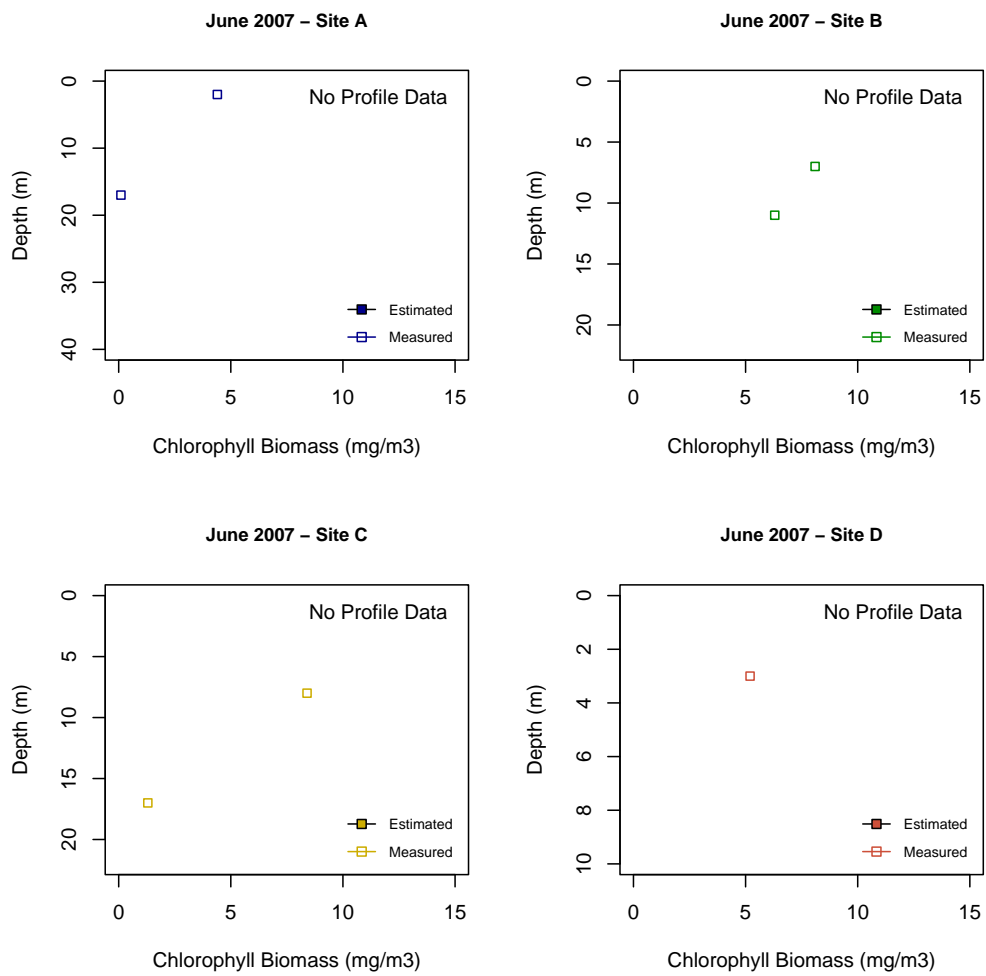 June 2007 – Site A
No Profile Data
0
10
20
30
40
Depth (m)
Estimated
Measured
0 5 10 15
Chlorophyll Biomass (mg/m3)
June 2007 – Site B
No Profile Data
0
5
10
15
20
Depth (m)
Estimated
Measured
0 5 10 15
Chlorophyll Biomass (mg/m3)
June 2007 – Site C
No Profile Data
0
5
10
15
20
Depth (m)
Estimated
Measured
0 5 10 15
Chlorophyll Biomass (mg/m3)
June 2007 – Site D
No Profile Data
0
2
4
6
8
10
Depth (m)
Estimated
Measured
0 5 10 15
Chlorophyll Biomass (mg/m3)